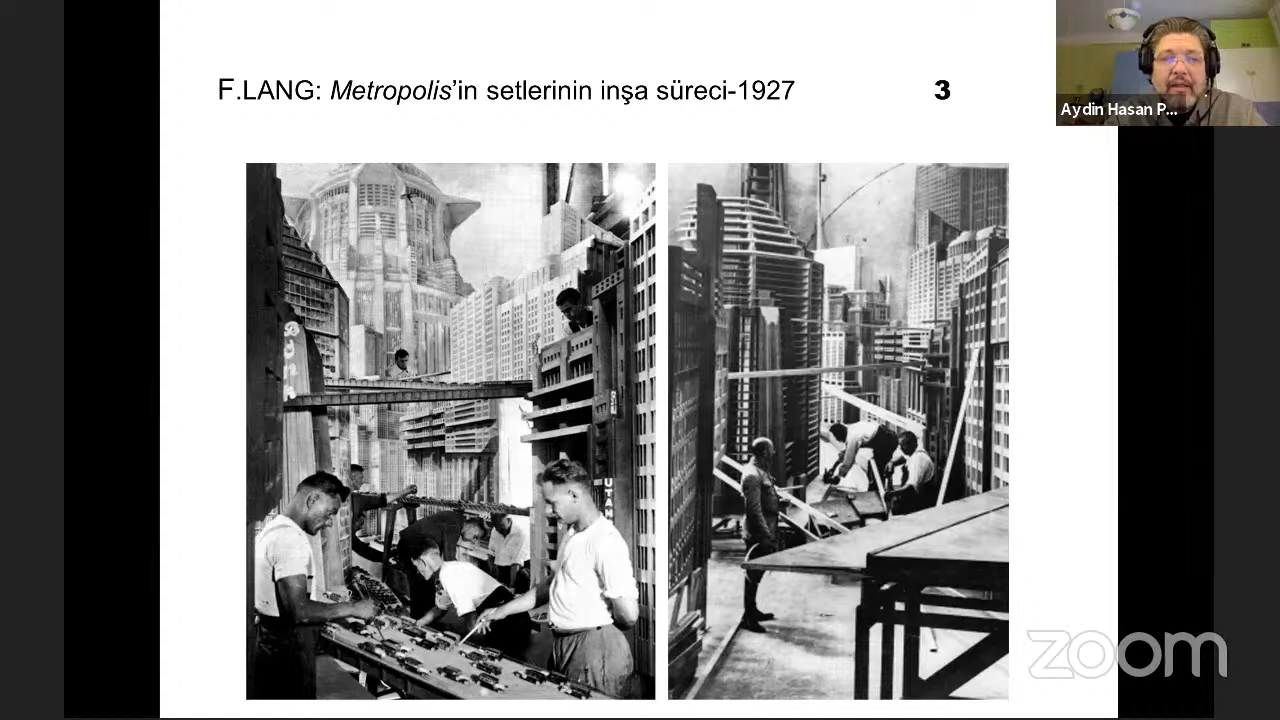 F.LANG: Metropolis'in setlerinin inşa süreci-1927 3
Aydin Hasan P...
zoom